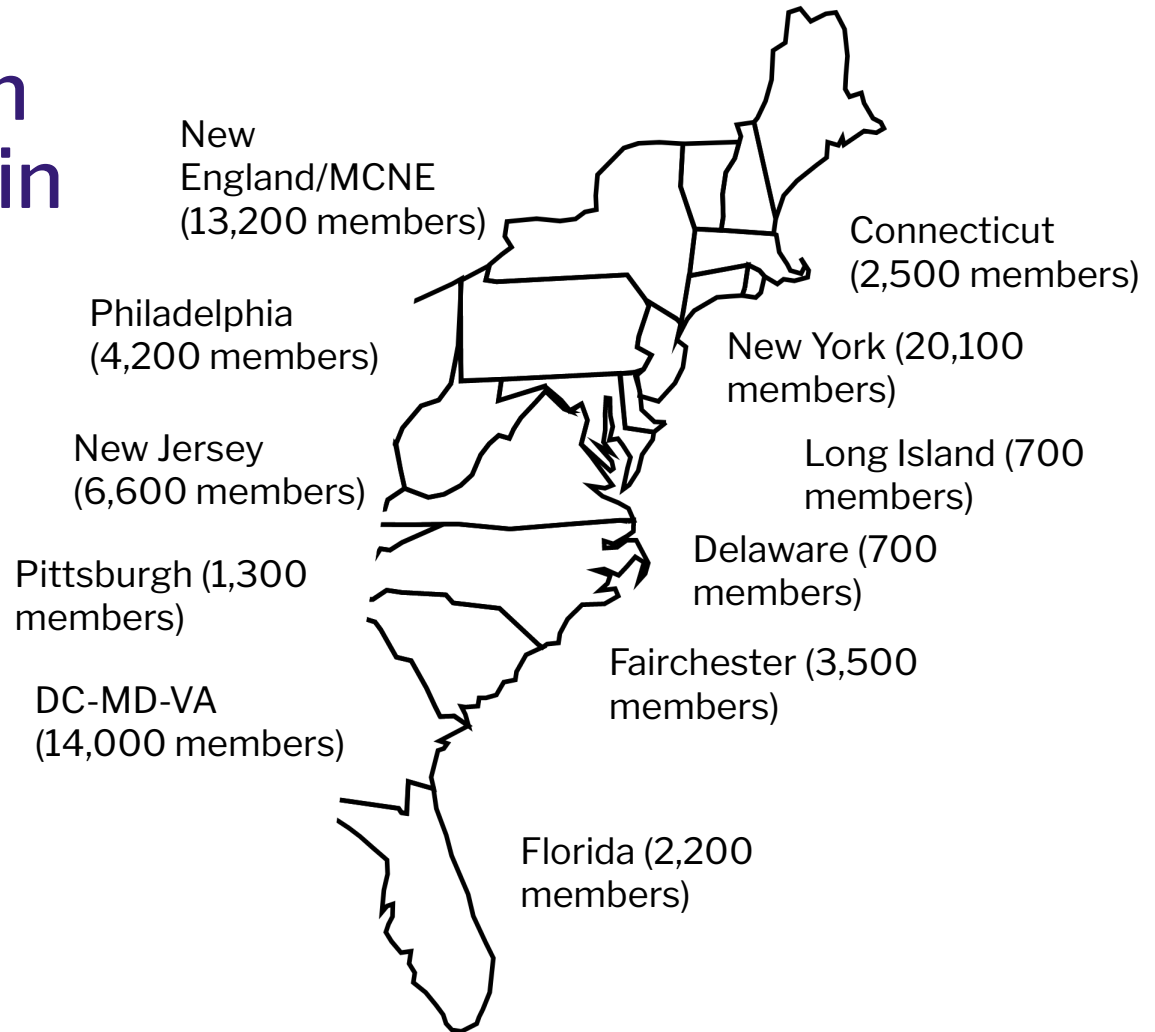 in
New
England/MCNE
(13,200 members)
Connecticut
(2,500 members)
Philadelphia
(4,200 members)
New York (20,100
members)
New Jersey
(6,600 members)
Long Island (700
members)
Delaware (700
members)
Pittsburgh (1,300
members)
Fairchester (3,500
members)
DC-MD-VA
(14,000 members)
Florida (2,200
members)